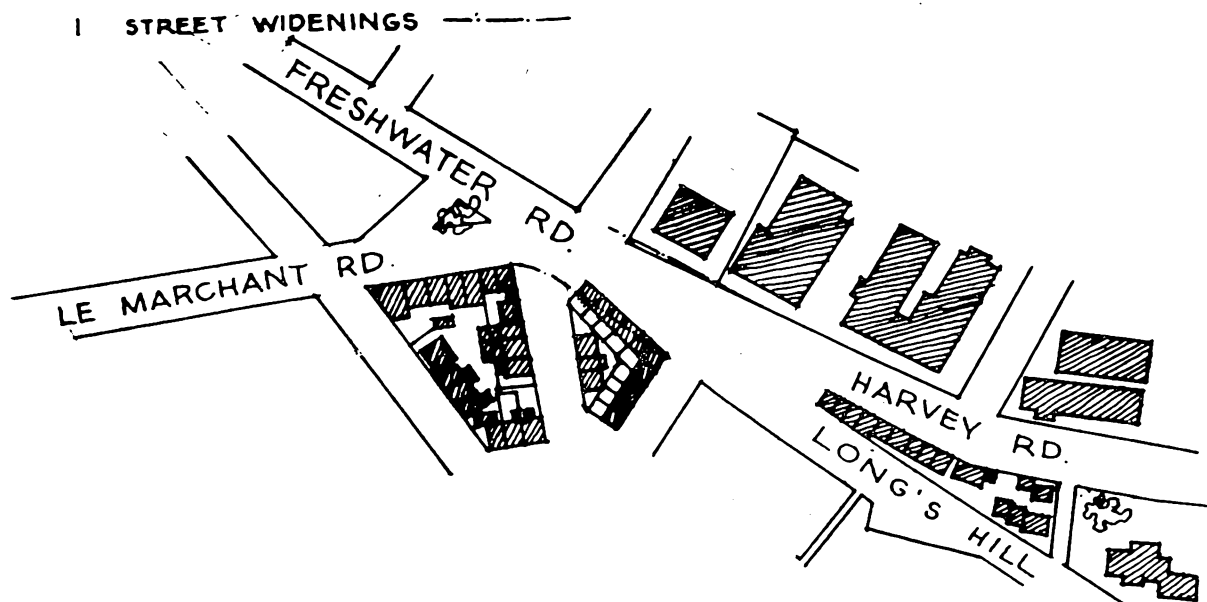 1 STREET WIDENINGS
FRESHWATER RD.
LE MARCHANT RD.
HARVEY RD.
LONG'S HILL